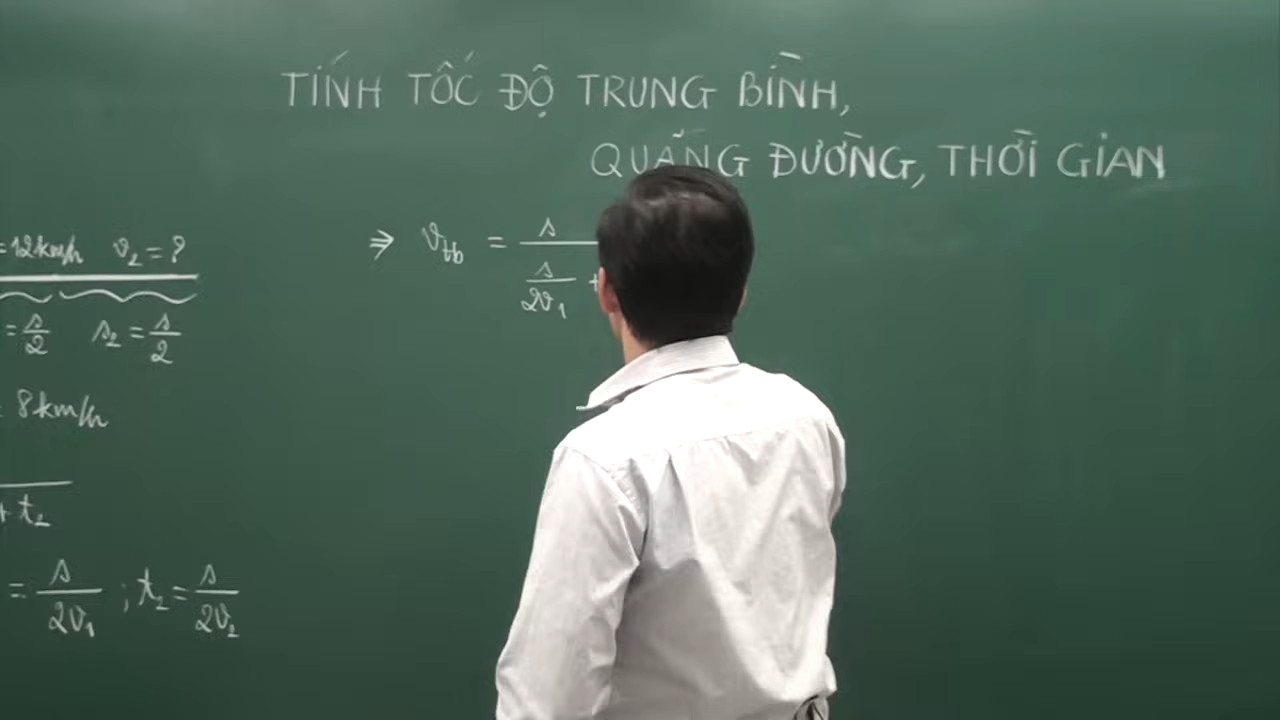 TÍNH TỐC ĐỘ TRUNG BÌNH,
QUÃNG ĐƯỜNG, THỜI GIAN
= 12km/h v₂ = ?
= s/2 s₂ = s/2
= 8km/h
+ t₂
= s/2v₁ ; t₂ = s/2v₂
⇒ v_tb = s/(s/2v₁ +